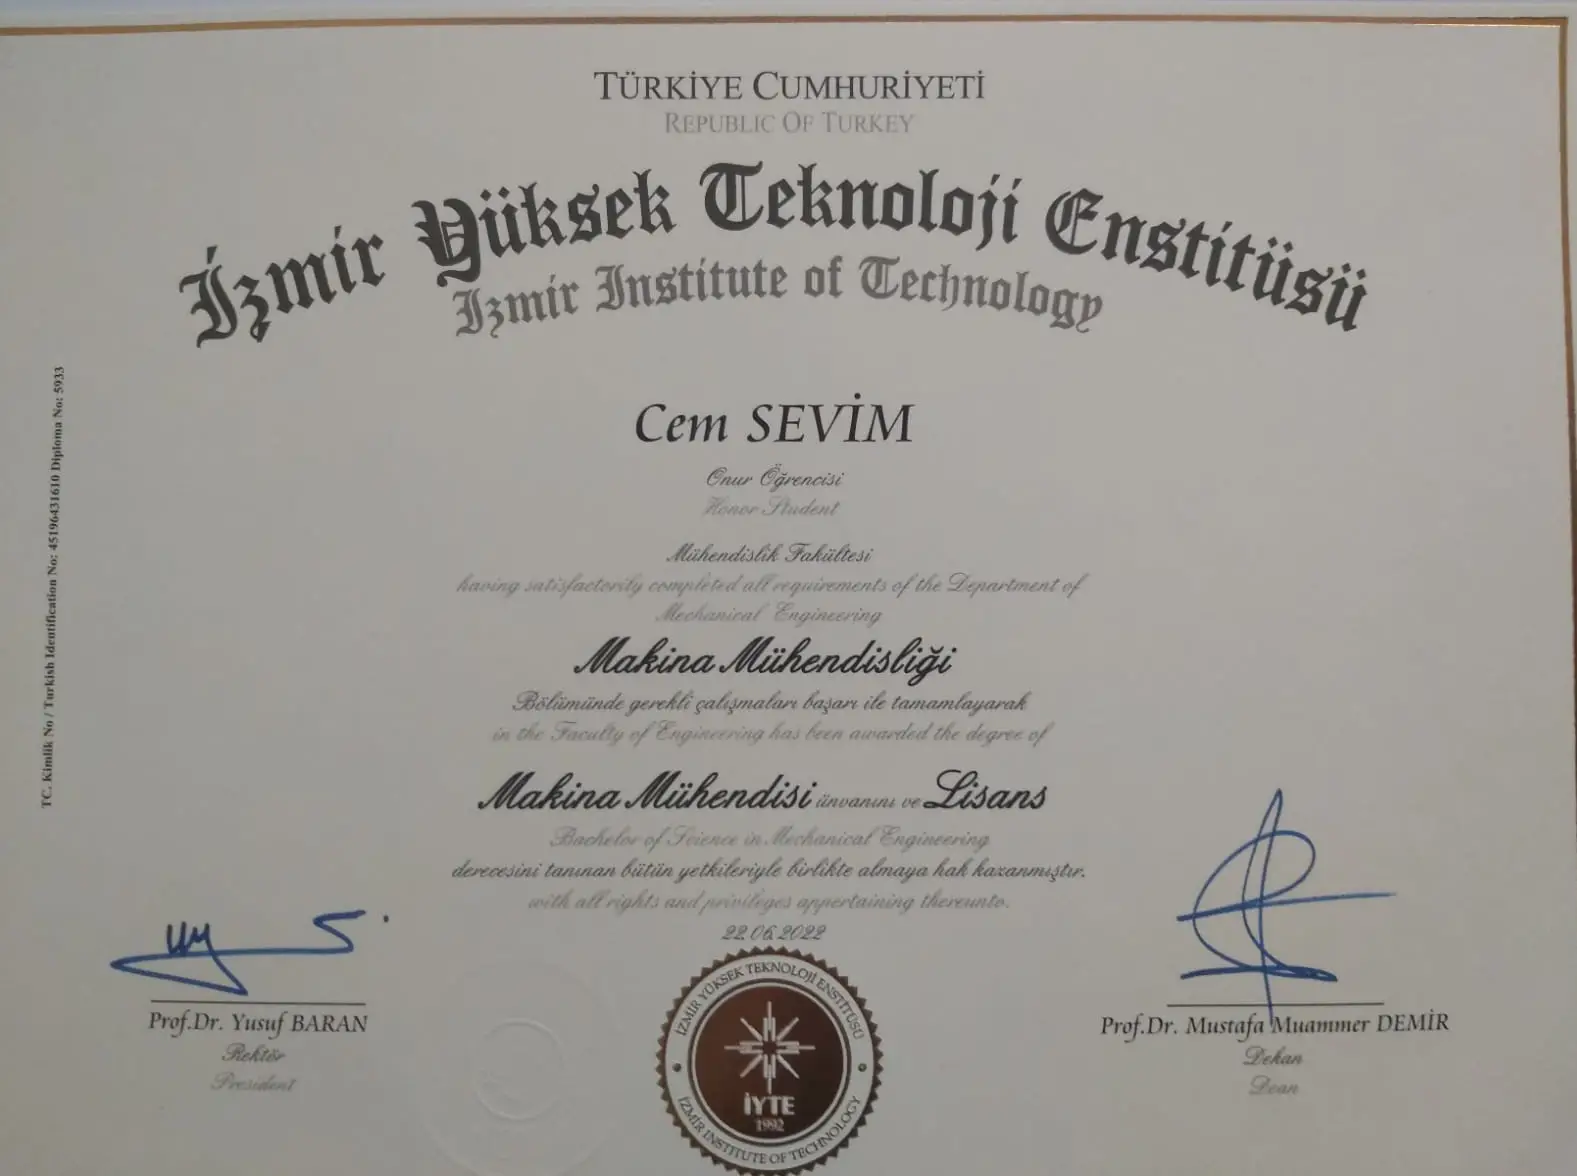 TÜRKİYE CUMHURİYETİ
REPUBLIC OF TURKEY
İzmir Yüksek Teknoloji Enstitüsü
Izmir Institute of Technology
TC. Kimlik No / Turkish Identification No: 45196431610 Diploma No: 5933
Cem SEVİM
Onur Öğrencisi
Honor Student
Mühendislik Fakültesi
having satisfactorily completed all requirements of the Department of
Mechanical Engineering
Makina Mühendisliği
Bölümünde gerekli çalışmaları başarı ile tamamlayarak
in the Faculty of Engineering has been awarded the degree of
Makina Mühendisi ünvanını ve Lisans
Bachelor of Science in Mechanical Engineering
derecesini tanınan bütün yetkileriyle birlikte almaya hak kazanmıştır.
with all rights and privileges appertaining thereunto.
22.06.2022
Prof.Dr. Yusuf BARAN
Rektör
President
İZMİR YÜKSEK TEKNOLOJİ ENSTİTÜSÜ
İYTE
1992
İZMİR INSTITUTE OF TECHNOLOGY
Prof.Dr. Mustafa Muammer DEMİR
Dekan
Dean